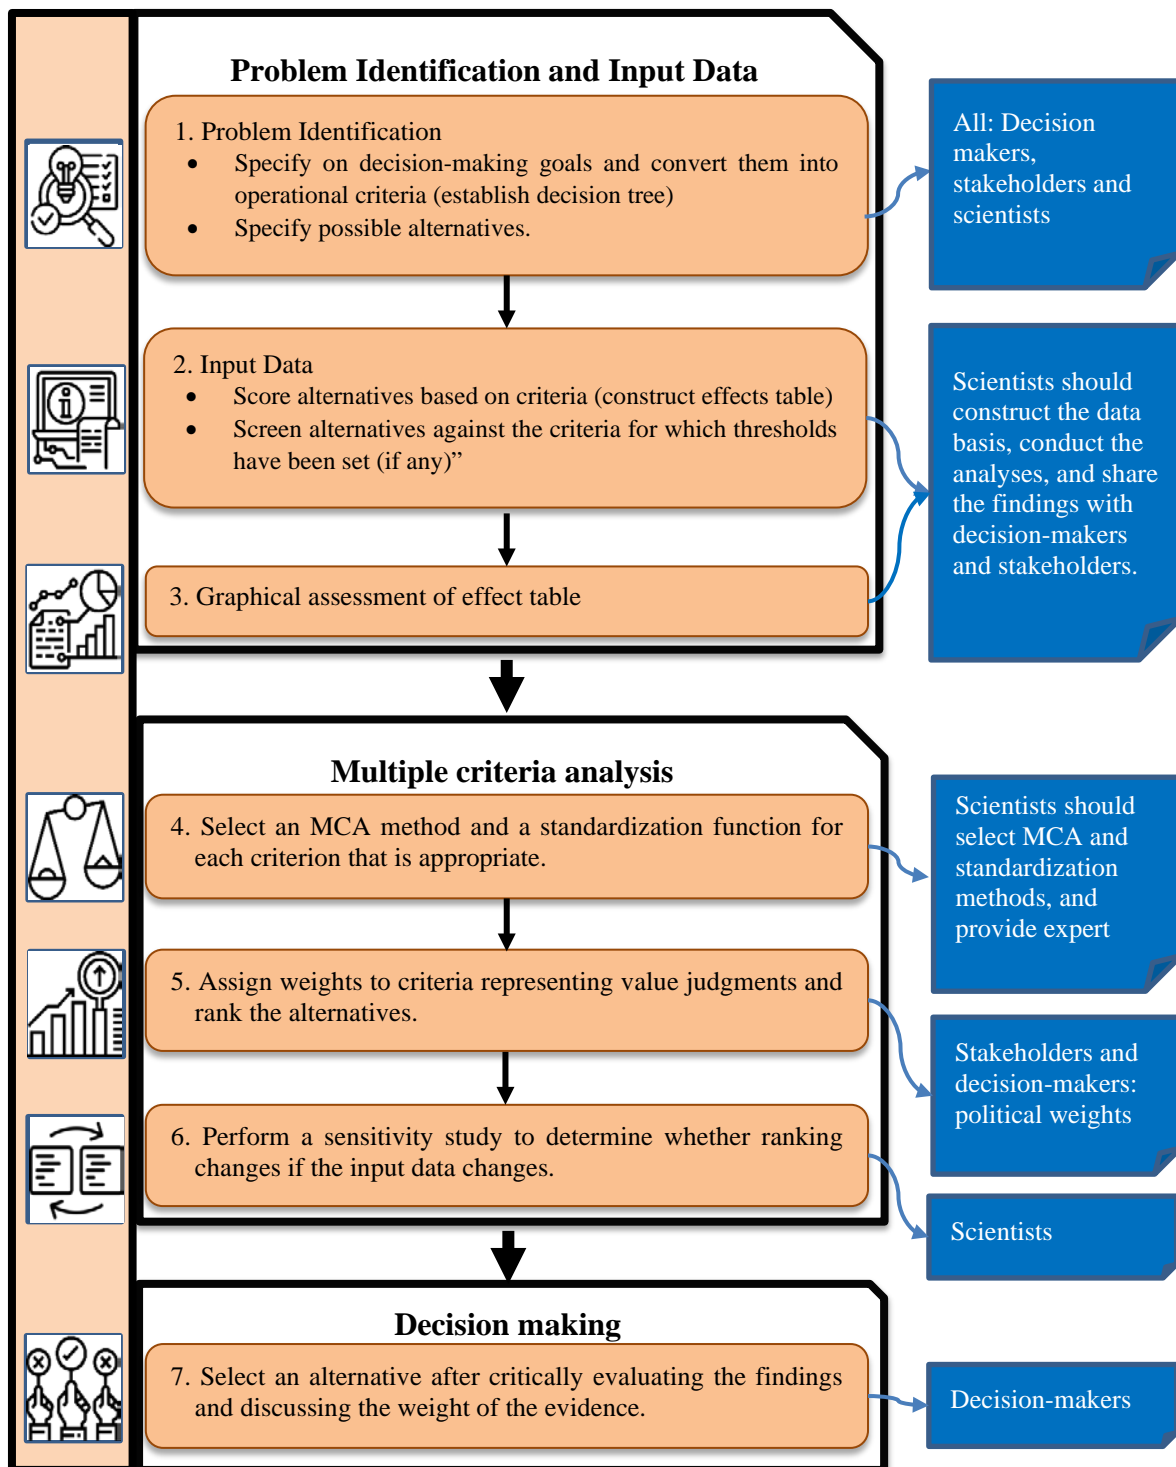 Problem Identification and Input Data
1. Problem Identification
• Specify on decision-making goals and convert them into
operational criteria (establish decision tree)
• Specify possible alternatives.
All: Decision
makers,
stakeholders and
scientists
2. Input Data
• Score alternatives based on criteria (construct effects table)
• Screen alternatives against the criteria for which thresholds
have been set (if any)”
3. Graphical assessment of effect table
Scientists should
construct the data
basis, conduct the
analyses, and share
the findings with
decision-makers
and stakeholders.
Multiple criteria analysis
4. Select an MCA method and a standardization function for
each criterion that is appropriate.
Scientists should
select MCA and
standardization
methods, and
provide expert
5. Assign weights to criteria representing value judgments and
rank the alternatives.
Stakeholders and
decision-makers:
political weights
6. Perform a sensitivity study to determine whether ranking
changes if the input data changes.
Scientists
Decision making
7. Select an alternative after critically evaluating the findings
and discussing the weight of the evidence.
Decision-makers